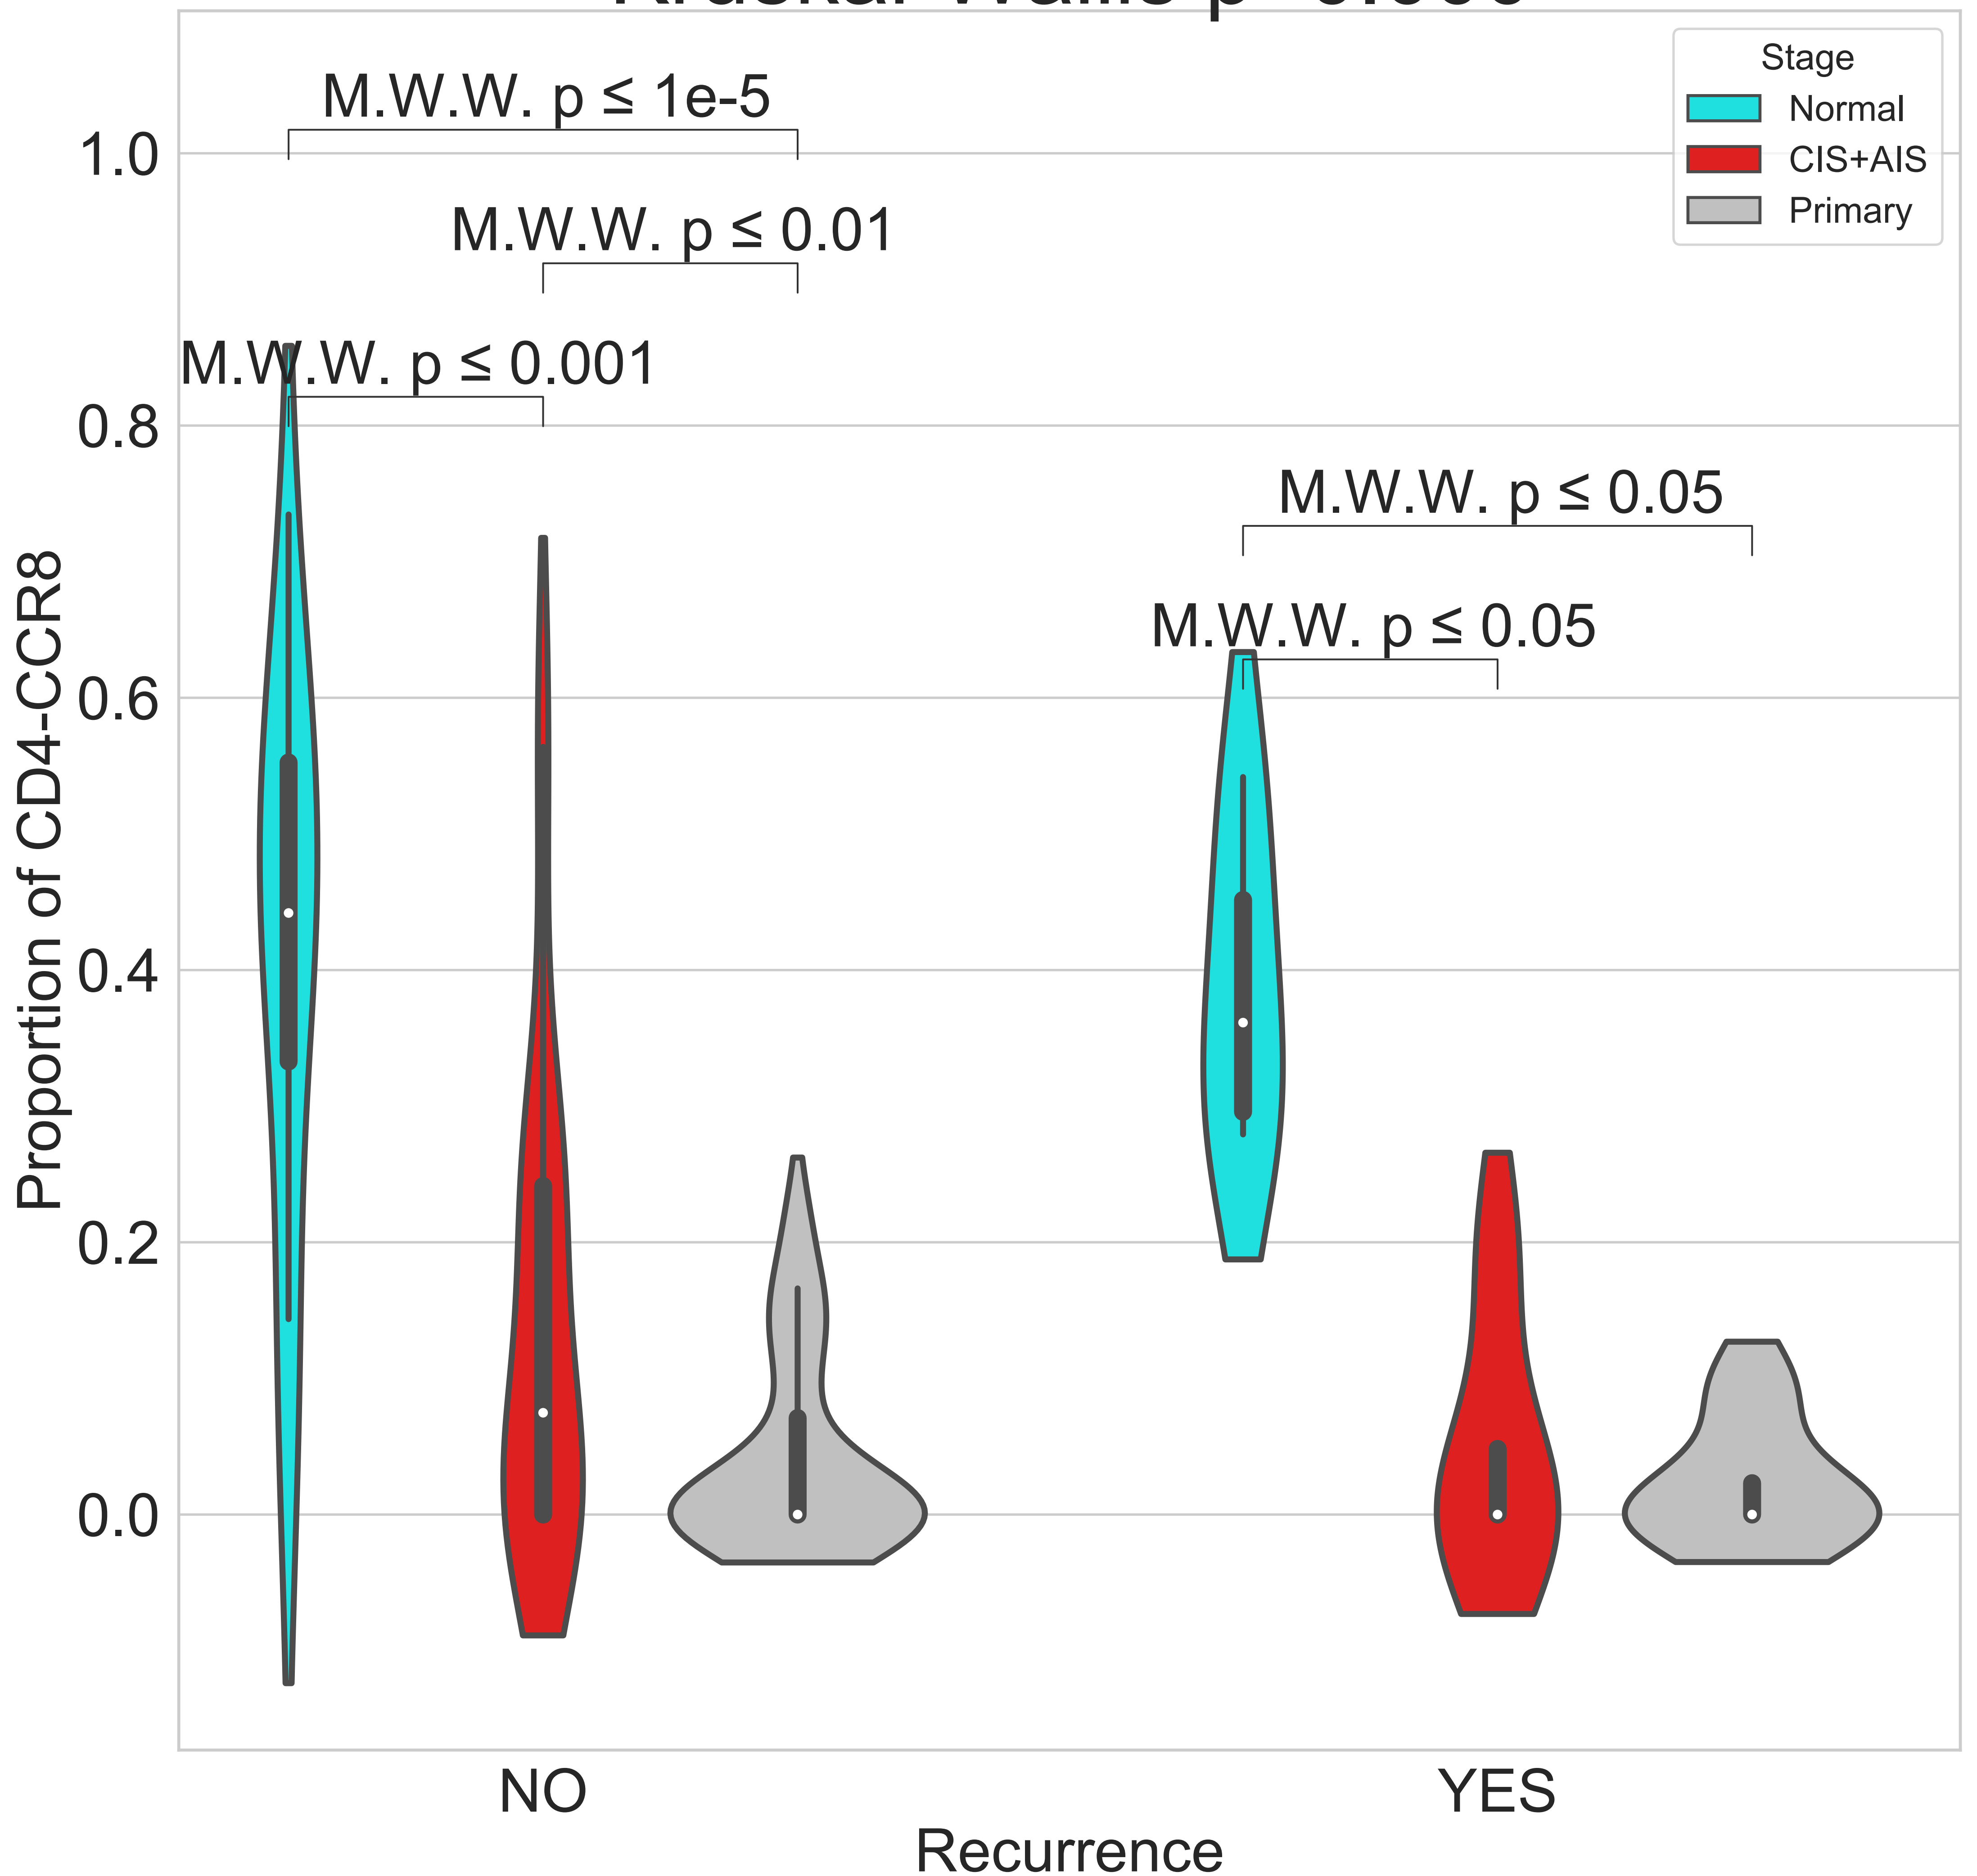 Stage
Normal
CIS+AIS
Primary
M.W.W. p ≤ 1e-5
M.W.W. p ≤ 0.01
M.W.W. p ≤ 0.001
M.W.W. p ≤ 0.05
M.W.W. p ≤ 0.05
1.0
0.8
0.6
0.4
0.2
0.0
Proportion of CD4-CCR8
NO
YES
Recurrence